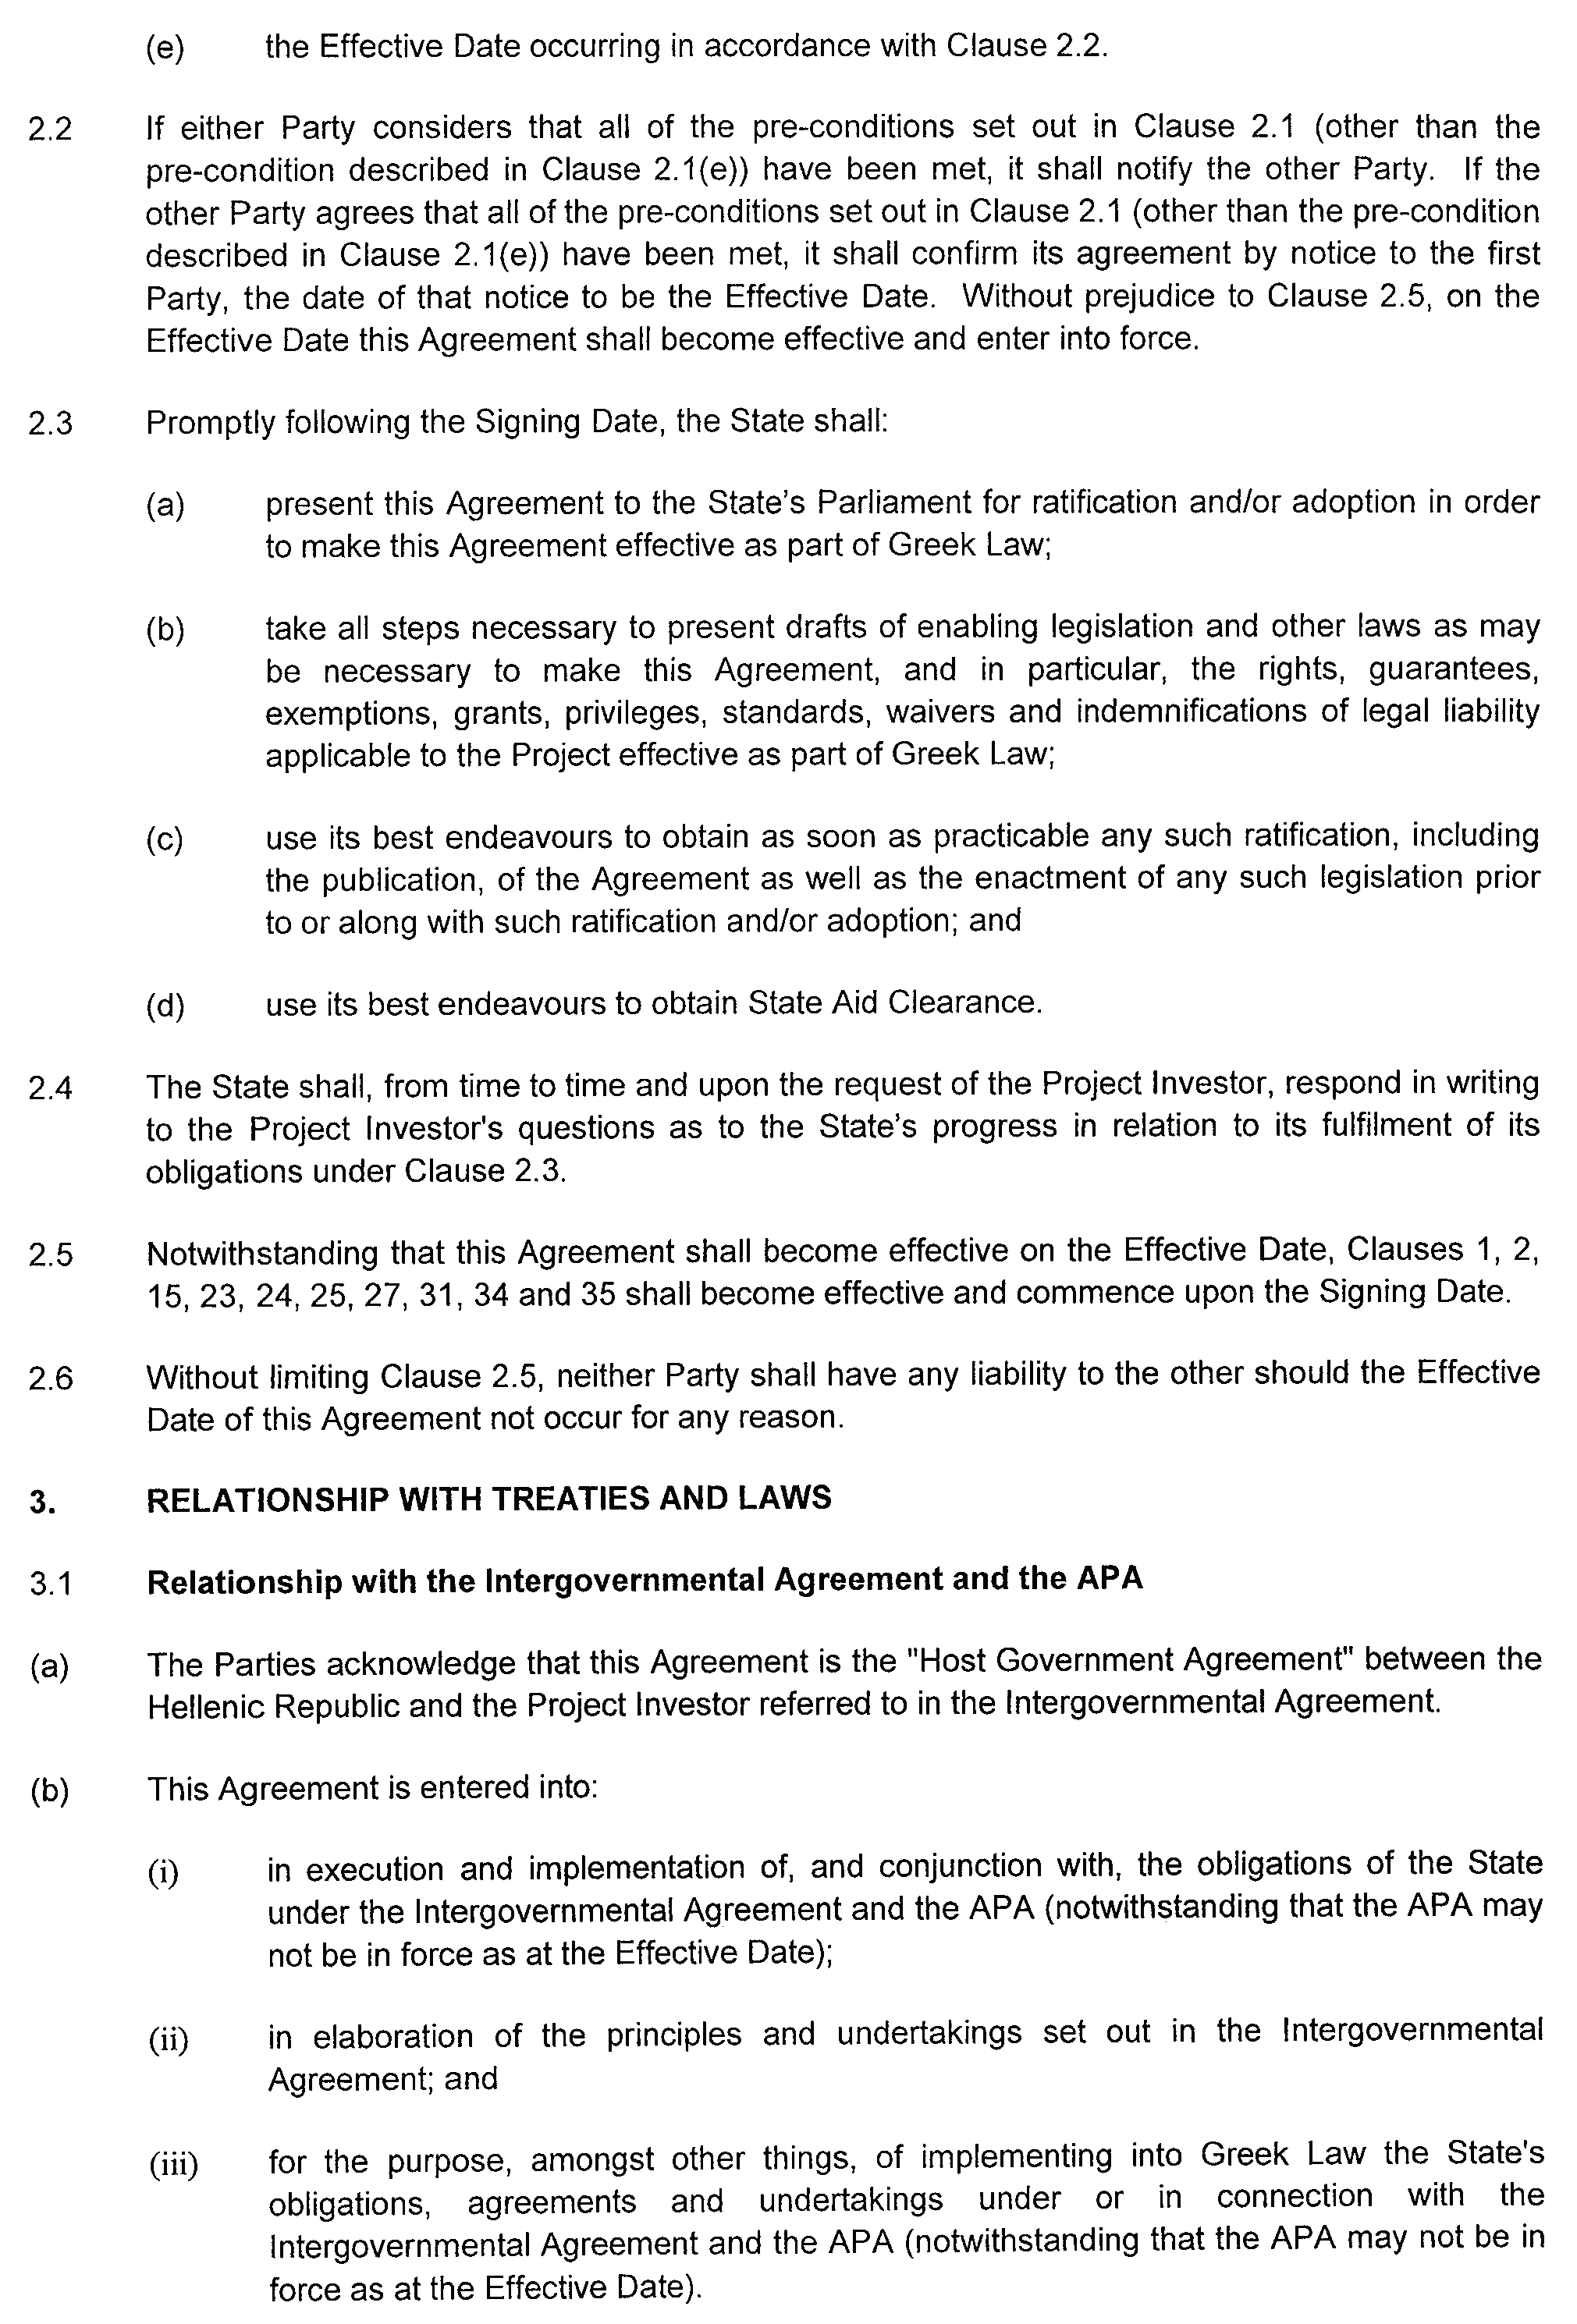 (e) the Effective Date occurring in accordance with Clause 2.2.
2.2 If either Party considers that all of the pre-conditions set out in Clause 2.1 (other than the
pre-condition described in Clause 2.1(e)) have been met, it shall notify the other Party. If the
other Party agrees that all of the pre-conditions set out in Clause 2.1 (other than the pre-condition
described in Clause 2.1(e)) have been met, it shall confirm its agreement by notice to the first
Party, the date of that notice to be the Effective Date. Without prejudice to Clause 2.5, on the
Effective Date this Agreement shall become effective and enter into force.
2.3 Promptly following the Signing Date, the State shall:
(a) present this Agreement to the State's Parliament for ratification and/or adoption in order
to make this Agreement effective as part of Greek Law;
(b) take all steps necessary to present drafts of enabling legislation and other laws as may
be necessary to make this Agreement, and in particular, the rights, guarantees,
exemptions, grants, privileges, standards, waivers and indemnifications of legal liability
applicable to the Project effective as part of Greek Law;
(c) use its best endeavours to obtain as soon as practicable any such ratification, including
the publication, of the Agreement as well as the enactment of any such legislation prior
to or along with such ratification and/or adoption; and
(d) use its best endeavours to obtain State Aid Clearance.
2.4 The State shall, from time to time and upon the request of the Project Investor, respond in writing
to the Project Investor's questions as to the State's progress in relation to its fulfilment of its
obligations under Clause 2.3.
2.5 Notwithstanding that this Agreement shall become effective on the Effective Date, Clauses 1, 2,
15, 23, 24, 25, 27, 31, 34 and 35 shall become effective and commence upon the Signing Date.
2.6 Without limiting Clause 2.5, neither Party shall have any liability to the other should the Effective
Date of this Agreement not occur for any reason.
3. RELATIONSHIP WITH TREATIES AND LAWS
3.1 Relationship with the Intergovernmental Agreement and the APA
(a) The Parties acknowledge that this Agreement is the "Host Government Agreement" between the
Hellenic Republic and the Project Investor referred to in the Intergovernmental Agreement.
(b) This Agreement is entered into:
(i) in execution and implementation of, and conjunction with, the obligations of the State
under the Intergovernmental Agreement and the APA (notwithstanding that the APA may
not be in force as at the Effective Date);
(ii) in elaboration of the principles and undertakings set out in the Intergovernmental
Agreement; and
(iii) for the purpose, amongst other things, of implementing into Greek Law the State's
obligations, agreements and undertakings under or in connection with the
Intergovernmental Agreement and the APA (notwithstanding that the APA may not be in
force as at the Effective Date).